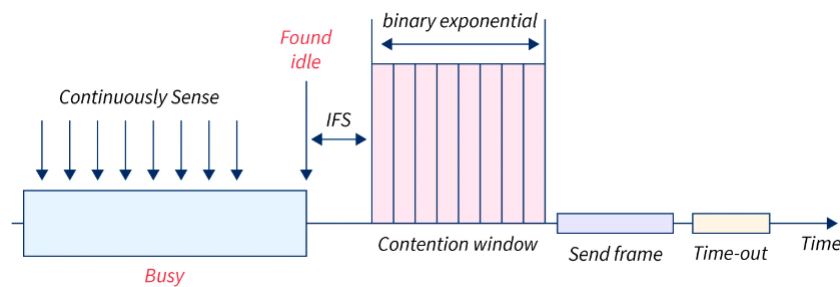 binary exponential
Found
idle
Continuously Sense
IFS
Contention window
Send frame
Time-out
Time
Busy